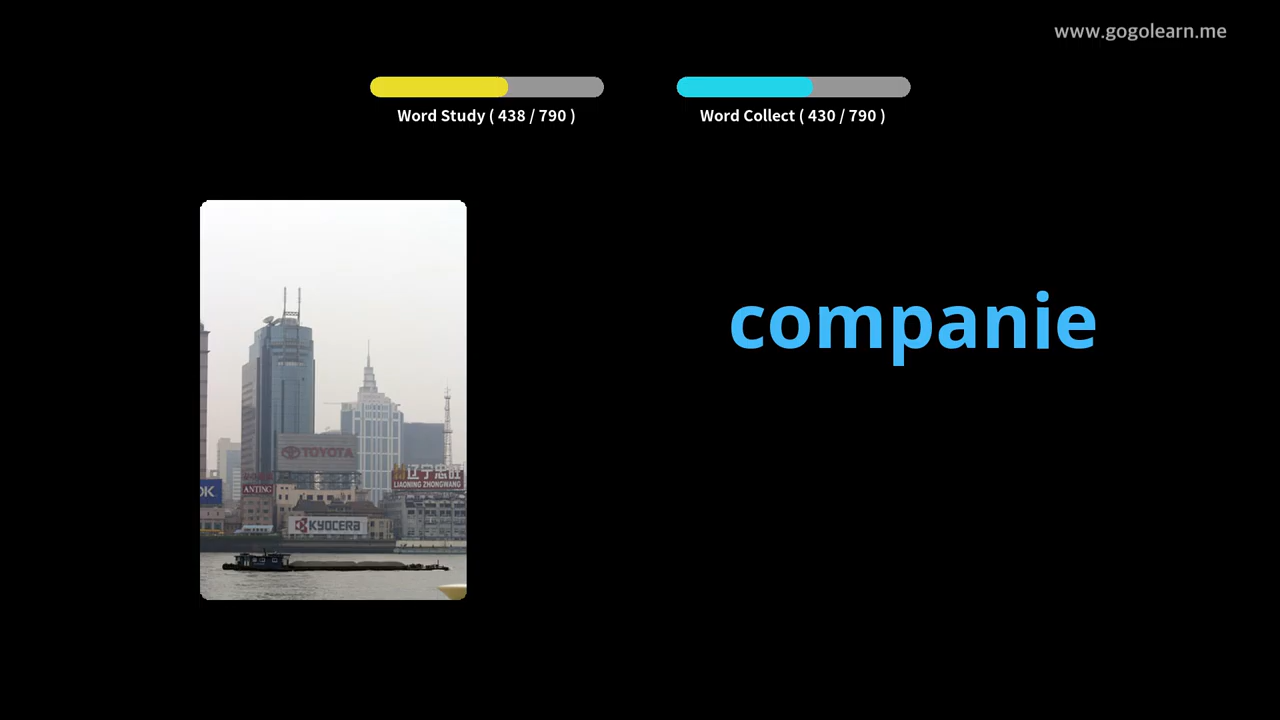 www.gogolearn.me
Word Study ( 438 / 790 )
Word Collect ( 430 / 790 )
companie
TOYOTA
辽宁忠旺
LIAONING ZHONGWANG
OK
ANTING
KYOCERA